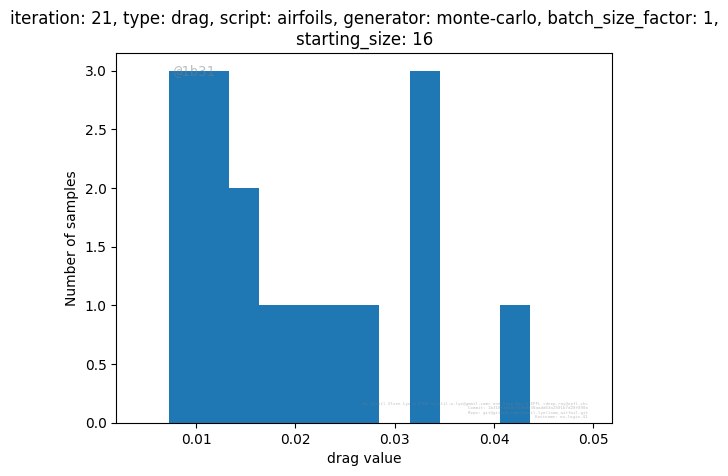 iteration: 21, type: drag, script: airfoils, generator: monte-carlo, batch_size_factor: 1,
starting_size: 16
@1b31
3.0
2.5
2.0
1.5
1.0
0.5
0.0
Number of samples
0.01
0.02
0.03
0.04
0.05
drag value